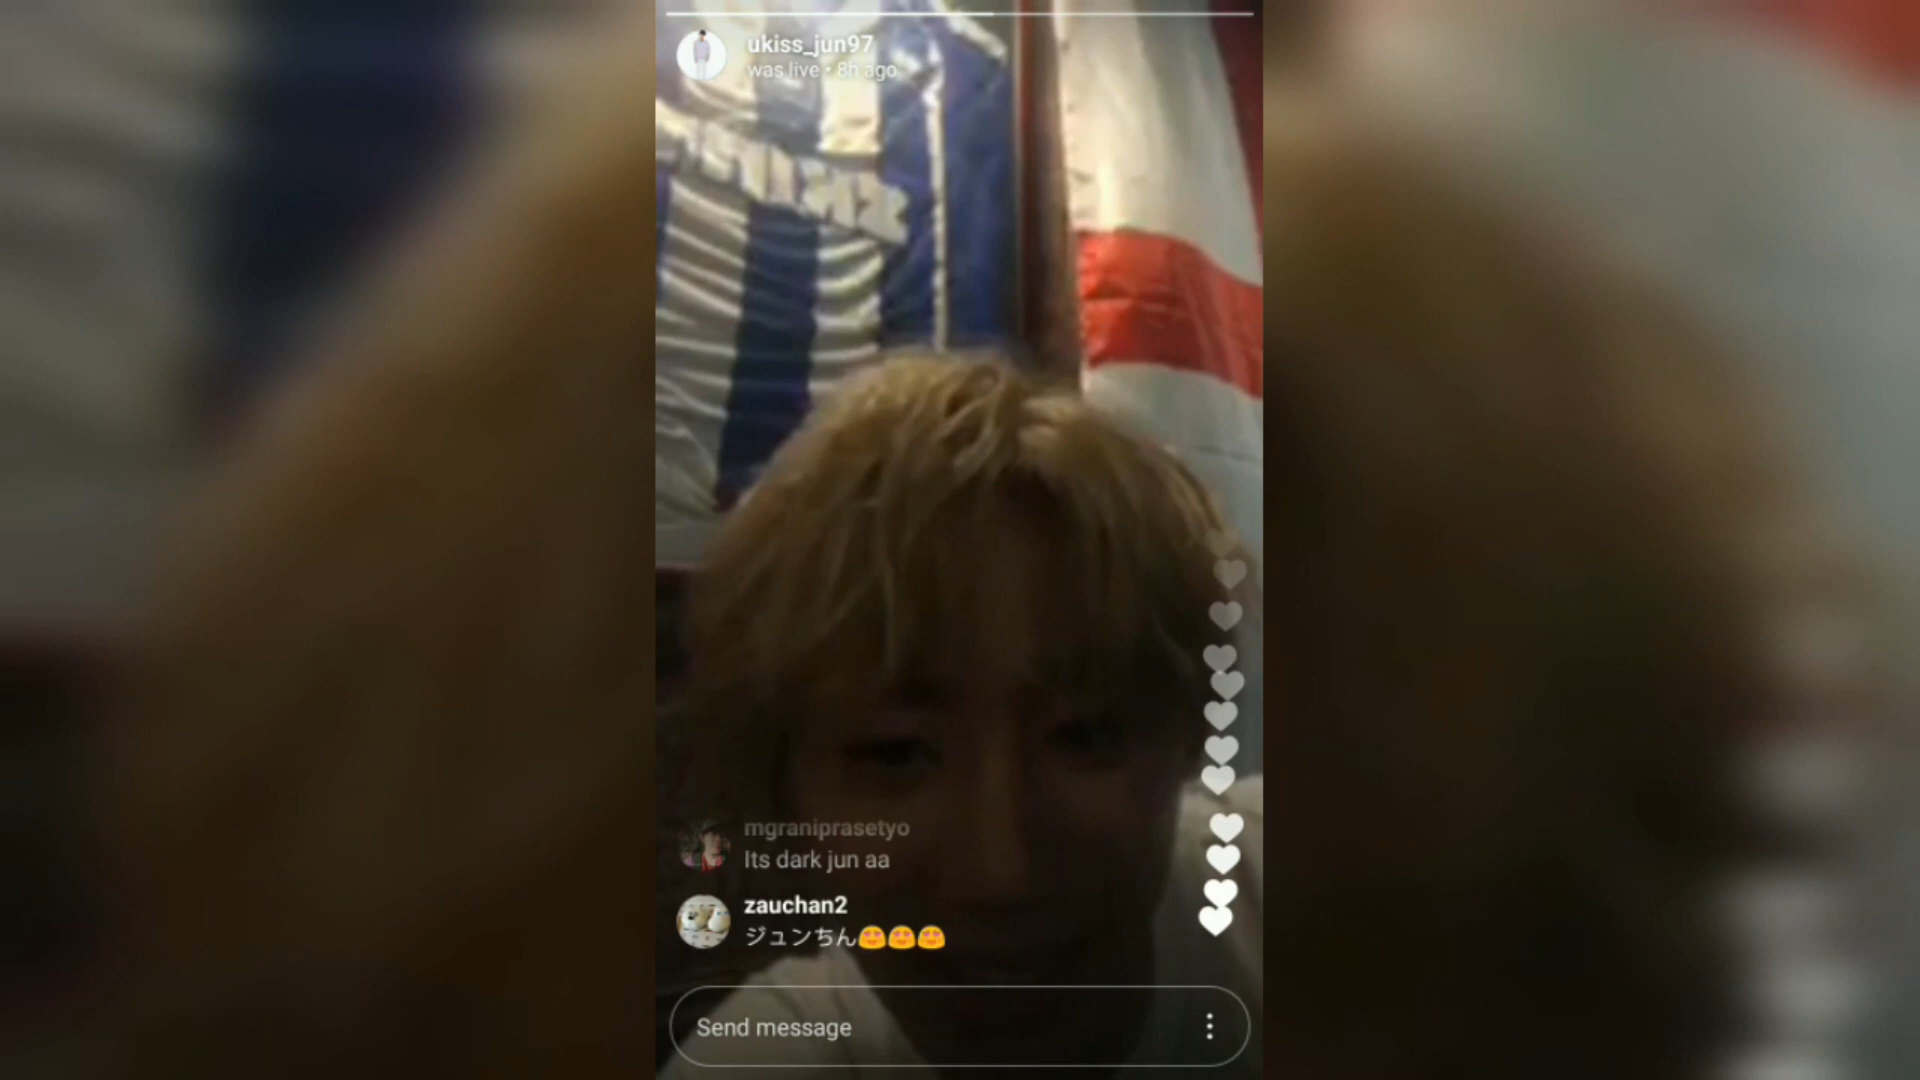 ukiss_jun97
was live • 8h ago
mgraniprasetyo
Its dark jun aa
zauchan2
ジュンちん😍😍😍
Send message